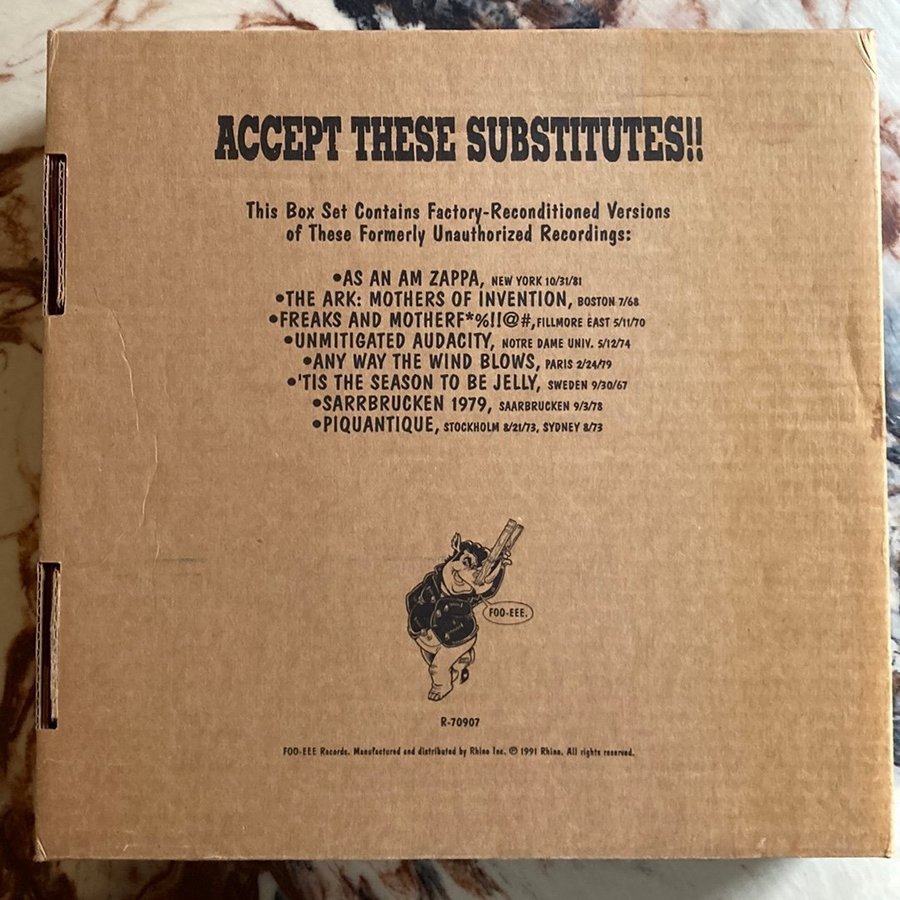 ACCEPT THESE SUBSTITUTES!!
This Box Set Contains Factory-Reconditioned Versions
of These Formerly Unauthorized Recordings:
•AS AN AM ZAPPA, NEW YORK 10/31/81
•THE ARK: MOTHERS OF INVENTION, BOSTON 7/68
•FREAKS AND MOTHERF*%!!@#, FILLMORE EAST 5/11/70
•UNMITIGATED AUDACITY, NOTRE DAME UNIV. 5/12/74
•ANY WAY THE WIND BLOWS, PARIS 2/24/79
•'TIS THE SEASON TO BE JELLY, SWEDEN 9/30/67
•SARRBRUCKEN 1979, SAARBRUCKEN 9/3/78
•PIQUANTIQUE, STOCKHOLM 8/21/73, SYDNEY 8/73
FOO-EEE.
R-70907
FOO-EEE Records. Manufactured and distributed by Rhino Inc. ℗ 1991 Rhino. All rights reserved.